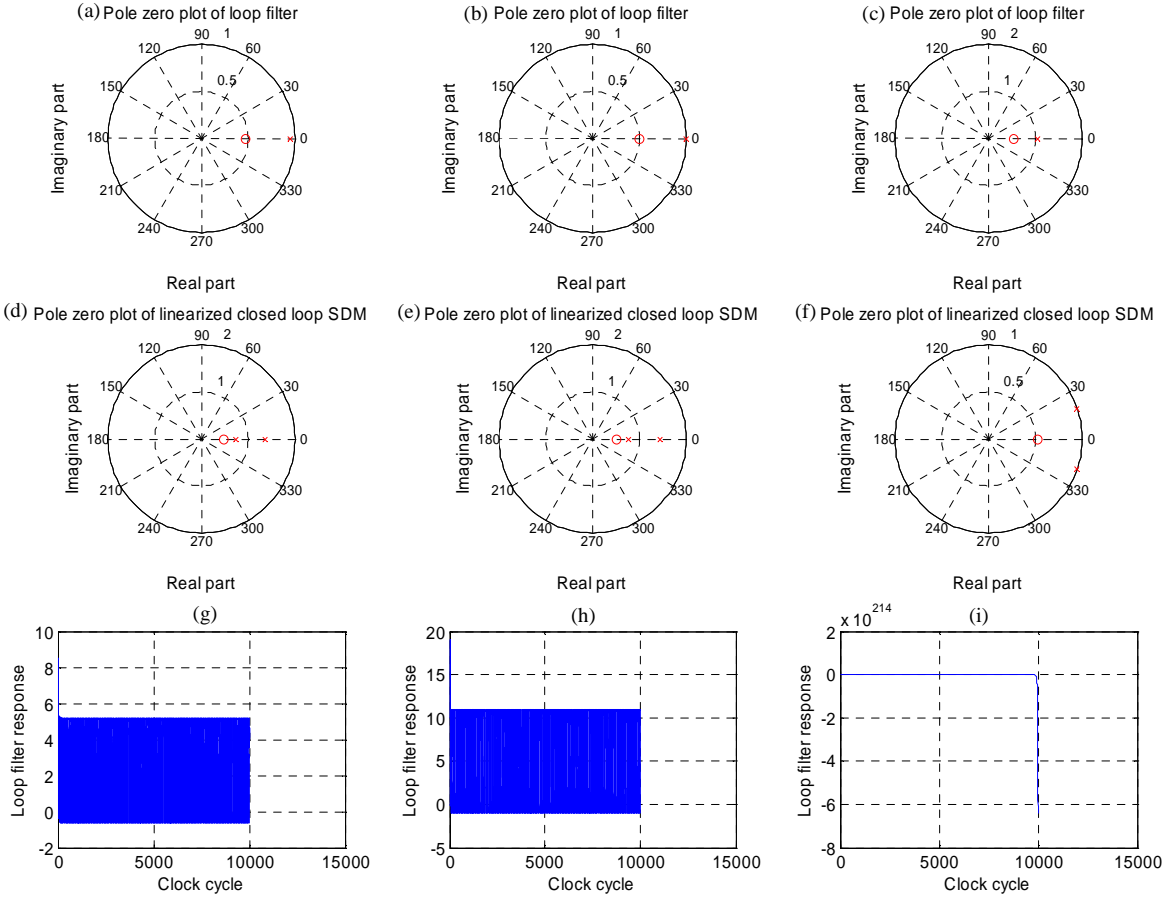 (a) Pole zero plot of loop filter
90 1
120 60
0.5
150 30
180 0
210 330
240 300
270
Imaginary part
Real part
(b) Pole zero plot of loop filter
90 1
120 60
0.5
150 30
180 0
210 330
240 300
270
Imaginary part
Real part
(c) Pole zero plot of loop filter
90 2
120 60
1
150 30
180 0
210 330
240 300
270
Imaginary part
Real part
(d) Pole zero plot of linearized closed loop SDM
90 2
120 60
1
150 30
180 0
210 330
240 300
270
Imaginary part
Real part
(e) Pole zero plot of linearized closed loop SDM
90 2
120 60
1
150 30
180 0
210 330
240 300
270
Imaginary part
Real part
(f) Pole zero plot of linearized closed loop SDM
90 1
120 60
0.5
150 30
180 0
210 330
240 300
270
Imaginary part
Real part
(g)
10
8
6
4
2
0
-2
0 5000 10000 15000
Loop filter response
Clock cycle
(h)
20
15
10
5
0
-5
0 5000 10000 15000
Loop filter response
Clock cycle
(i)
x 10^214
2
0
-2
-4
-6
-8
0 5000 10000 15000
Loop filter response
Clock cycle